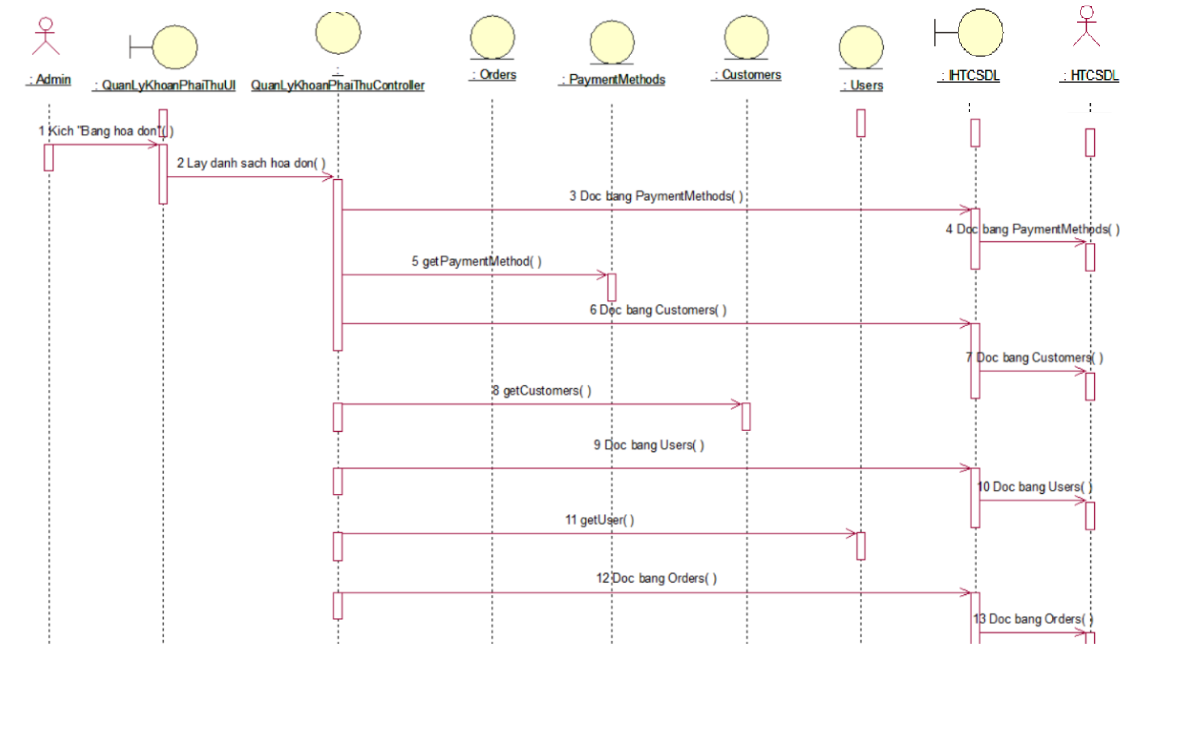 : Admin
: QuanLyKhoanPhaiThuUI
:
QuanLyKhoanPhaiThuController
: Orders
: PaymentMethods
: Customers
: Users
: IHTCSDL
: HTCSDL
1 Kich "Bang hoa don"( )
2 Lay danh sach hoa don( )
3 Doc bang PaymentMethods( )
4 Doc bang PaymentMethods( )
5 getPaymentMethod( )
6 Doc bang Customers( )
7 Doc bang Customers( )
8 getCustomers( )
9 Doc bang Users( )
10 Doc bang Users( )
11 getUser( )
12 Doc bang Orders( )
13 Doc bang Orders( )